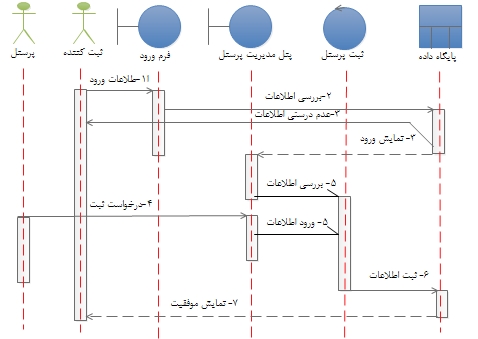 پرسنل
ثبت کننده
فرم ورود
پنل مدیریت پرسنل
ثبت پرسنل
پایگاه داده
۱-اطلاعات ورود
۲-بررسی اطلاعات
۳-عدم درستی اطلاعات
۳- نمایش ورود
۵- بررسی اطلاعات
۴-درخواست ثبت
۵- ورود اطلاعات
۶- ثبت اطلاعات
۷- نمایش موفقیت